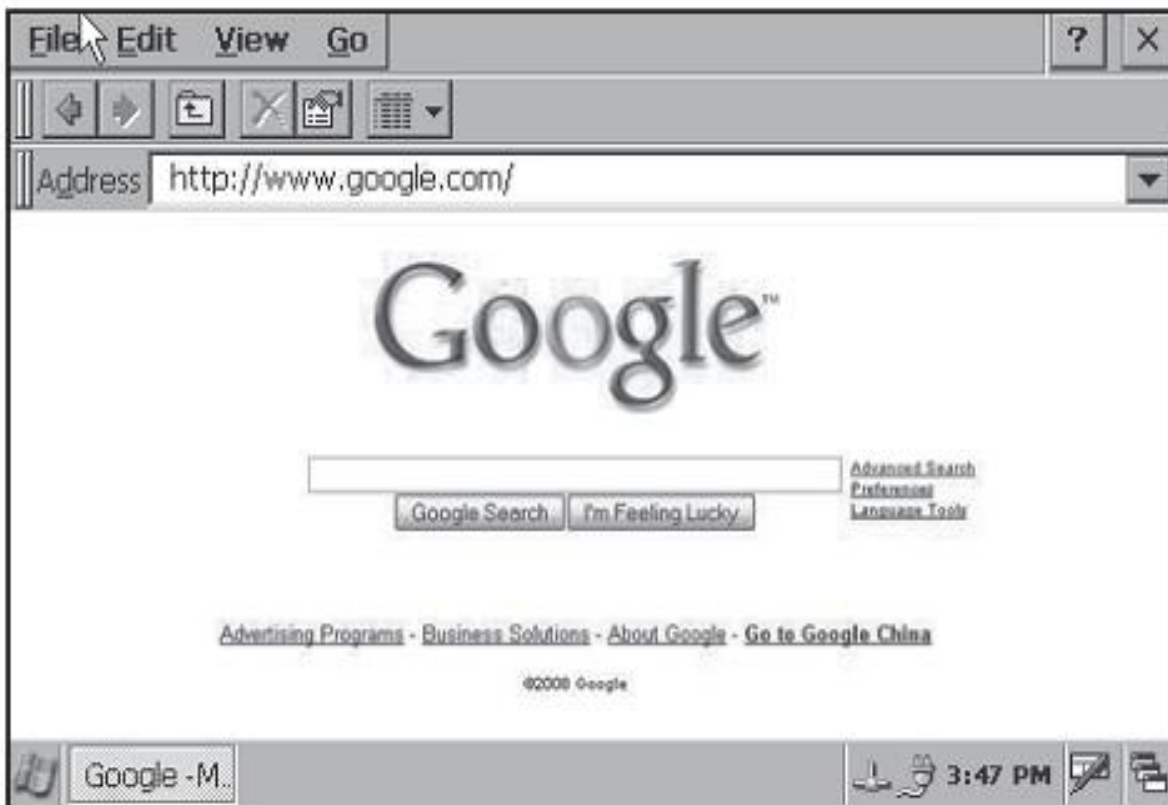 File Edit View Go ? ×
Address http://www.google.com/
Google™
Advanced Search
Preferences
Google Search I'm Feeling Lucky Language Tools
Advertising Programs - Business Solutions - About Google - Go to Google China
©2008 Google
Google -M.. 3:47 PM